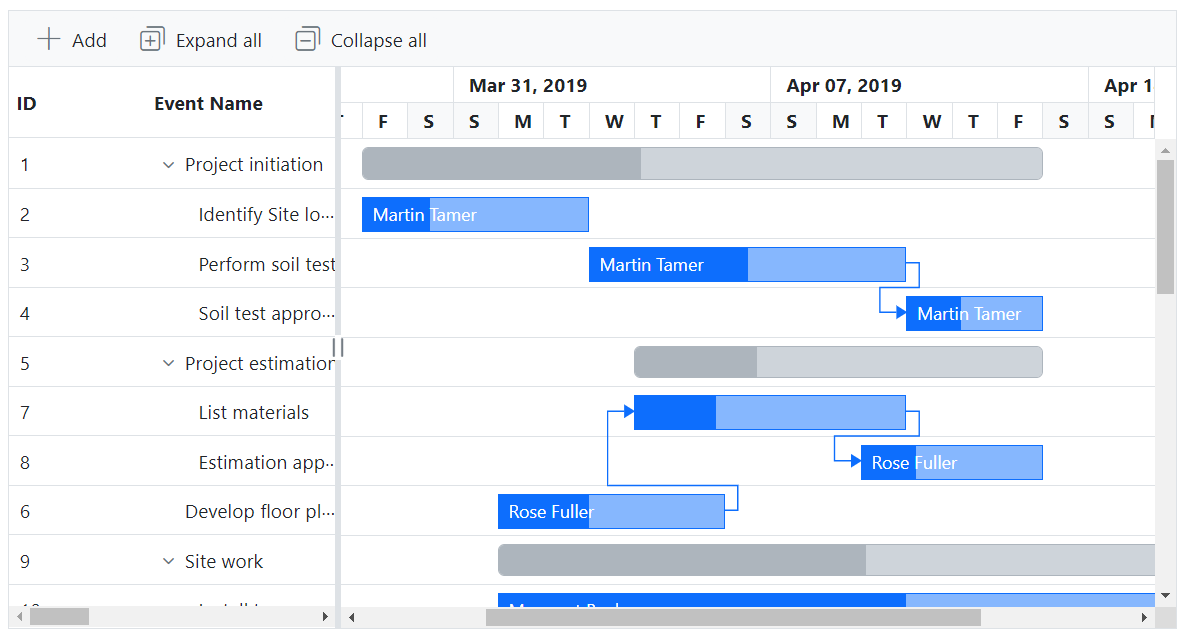 Add Expand all Collapse all
ID Event Name Mar 31, 2019 Apr 07, 2019 Apr 1
F S S M T W T F S S M T W T F S S
1 Project initiation
2 Identify Site lo... Martin Tamer
3 Perform soil test Martin Tamer
4 Soil test appro... Martin Tamer
5 Project estimation
7 List materials
8 Estimation app... Rose Fuller
6 Develop floor pl... Rose Fuller
9 Site work